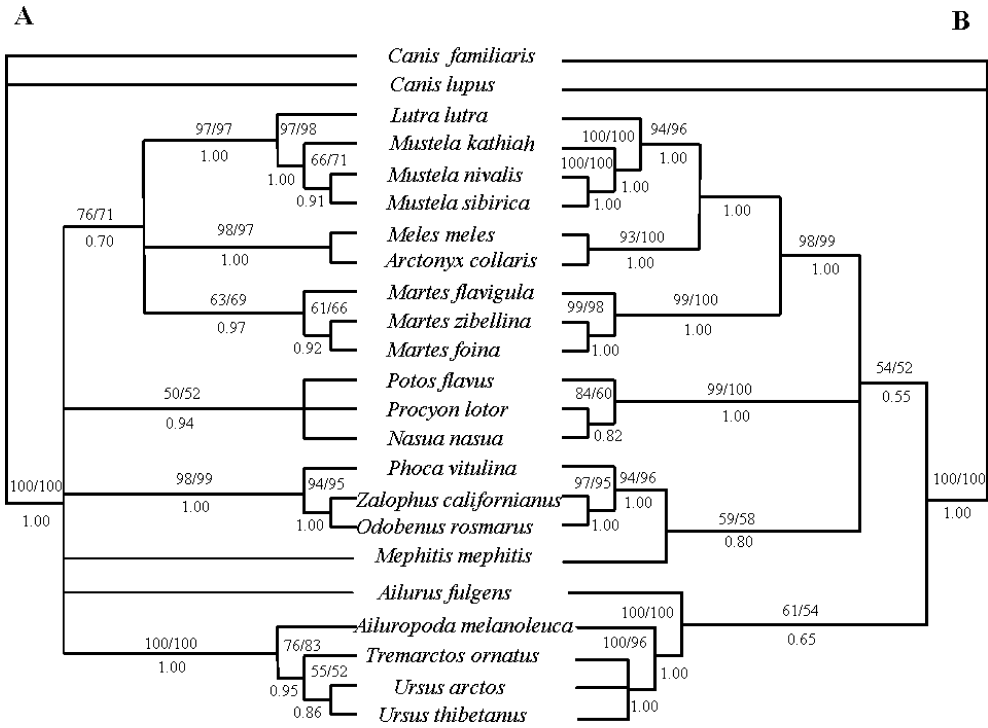 A
B
Canis familiaris
Canis lupus
Lutra lutra
Mustela kathiah
Mustela nivalis
Mustela sibirica
Meles meles
Arctonyx collaris
Martes flavigula
Martes zibellina
Martes foina
Potos flavus
Procyon lotor
Nasua nasua
Phoca vitulina
Zalophus californianus
Odobenus rosmarus
Mephitis mephitis
Ailurus fulgens
Ailuropoda melanoleuca
Tremarctos ornatus
Ursus arctos
Ursus thibetanus
97/97
1.00
97/98
1.00
66/71
0.91
76/71
0.70
98/97
1.00
63/69
0.97
61/66
0.92
50/52
0.94
100/100
1.00
98/99
1.00
94/95
1.00
100/100
1.00
76/83
0.95
55/52
0.86
94/96
1.00
100/100
1.00
100/100
1.00
1.00
93/100
1.00
98/99
1.00
99/98
1.00
99/100
1.00
54/52
0.55
84/60
0.82
99/100
1.00
97/95
1.00
94/96
1.00
59/58
0.80
100/100
1.00
100/100
1.00
100/96
1.00
61/54
0.65